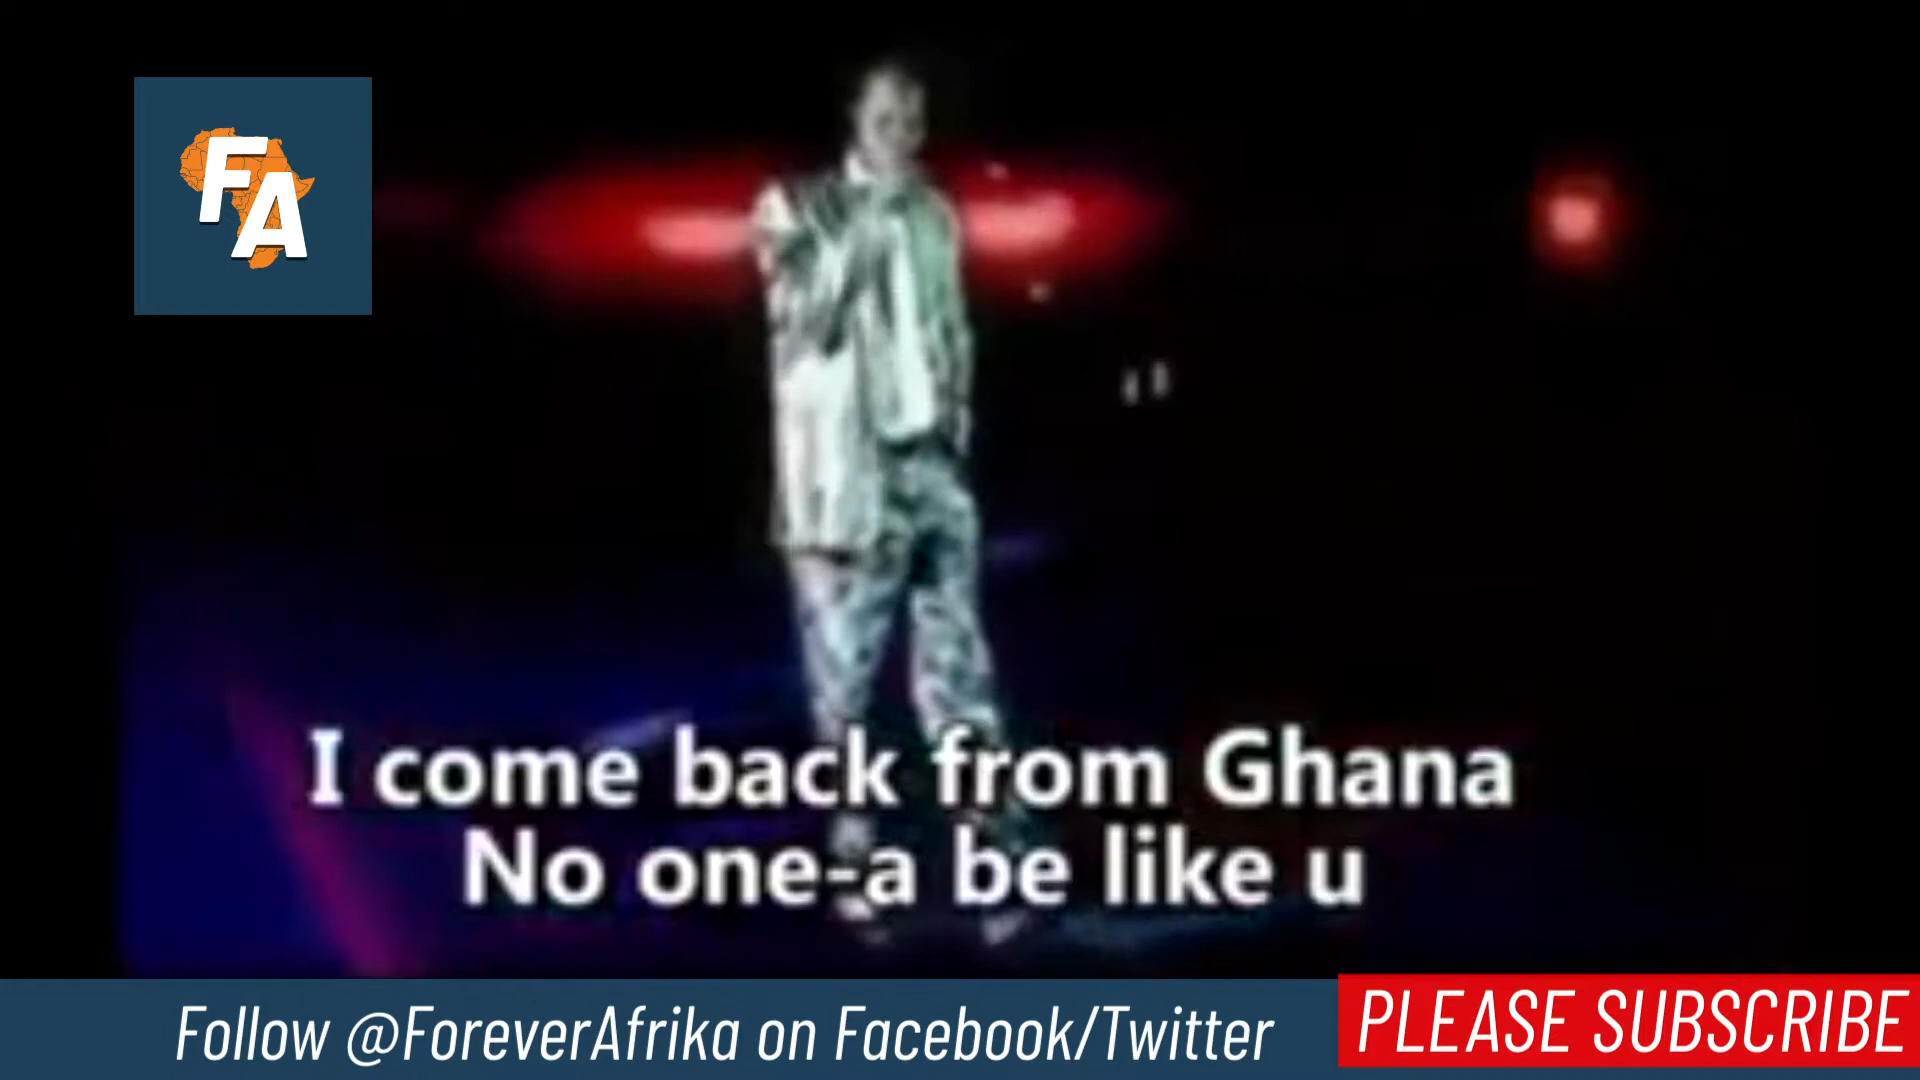 FA
I come back from Ghana
No one-a be like u
Follow @ForeverAfrika on Facebook/Twitter
PLEASE SUBSCRIBE